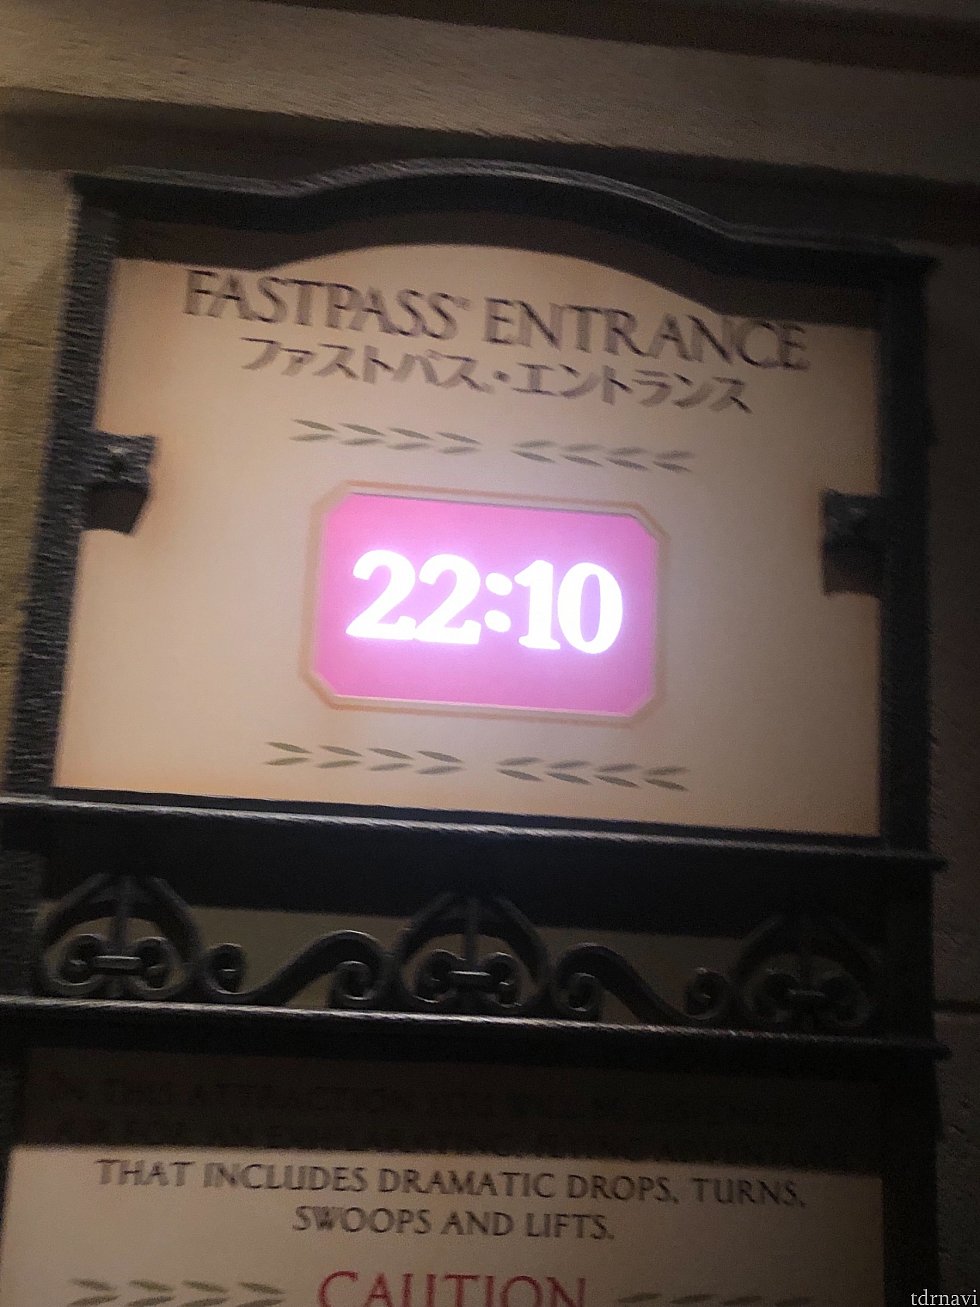 FASTPASS® ENTRANCE
ファストパス・エントランス
22:10
THAT INCLUDES DRAMATIC DROPS, TURNS,
SWOOPS AND LIFTS.
CAUTION
tdrnavi